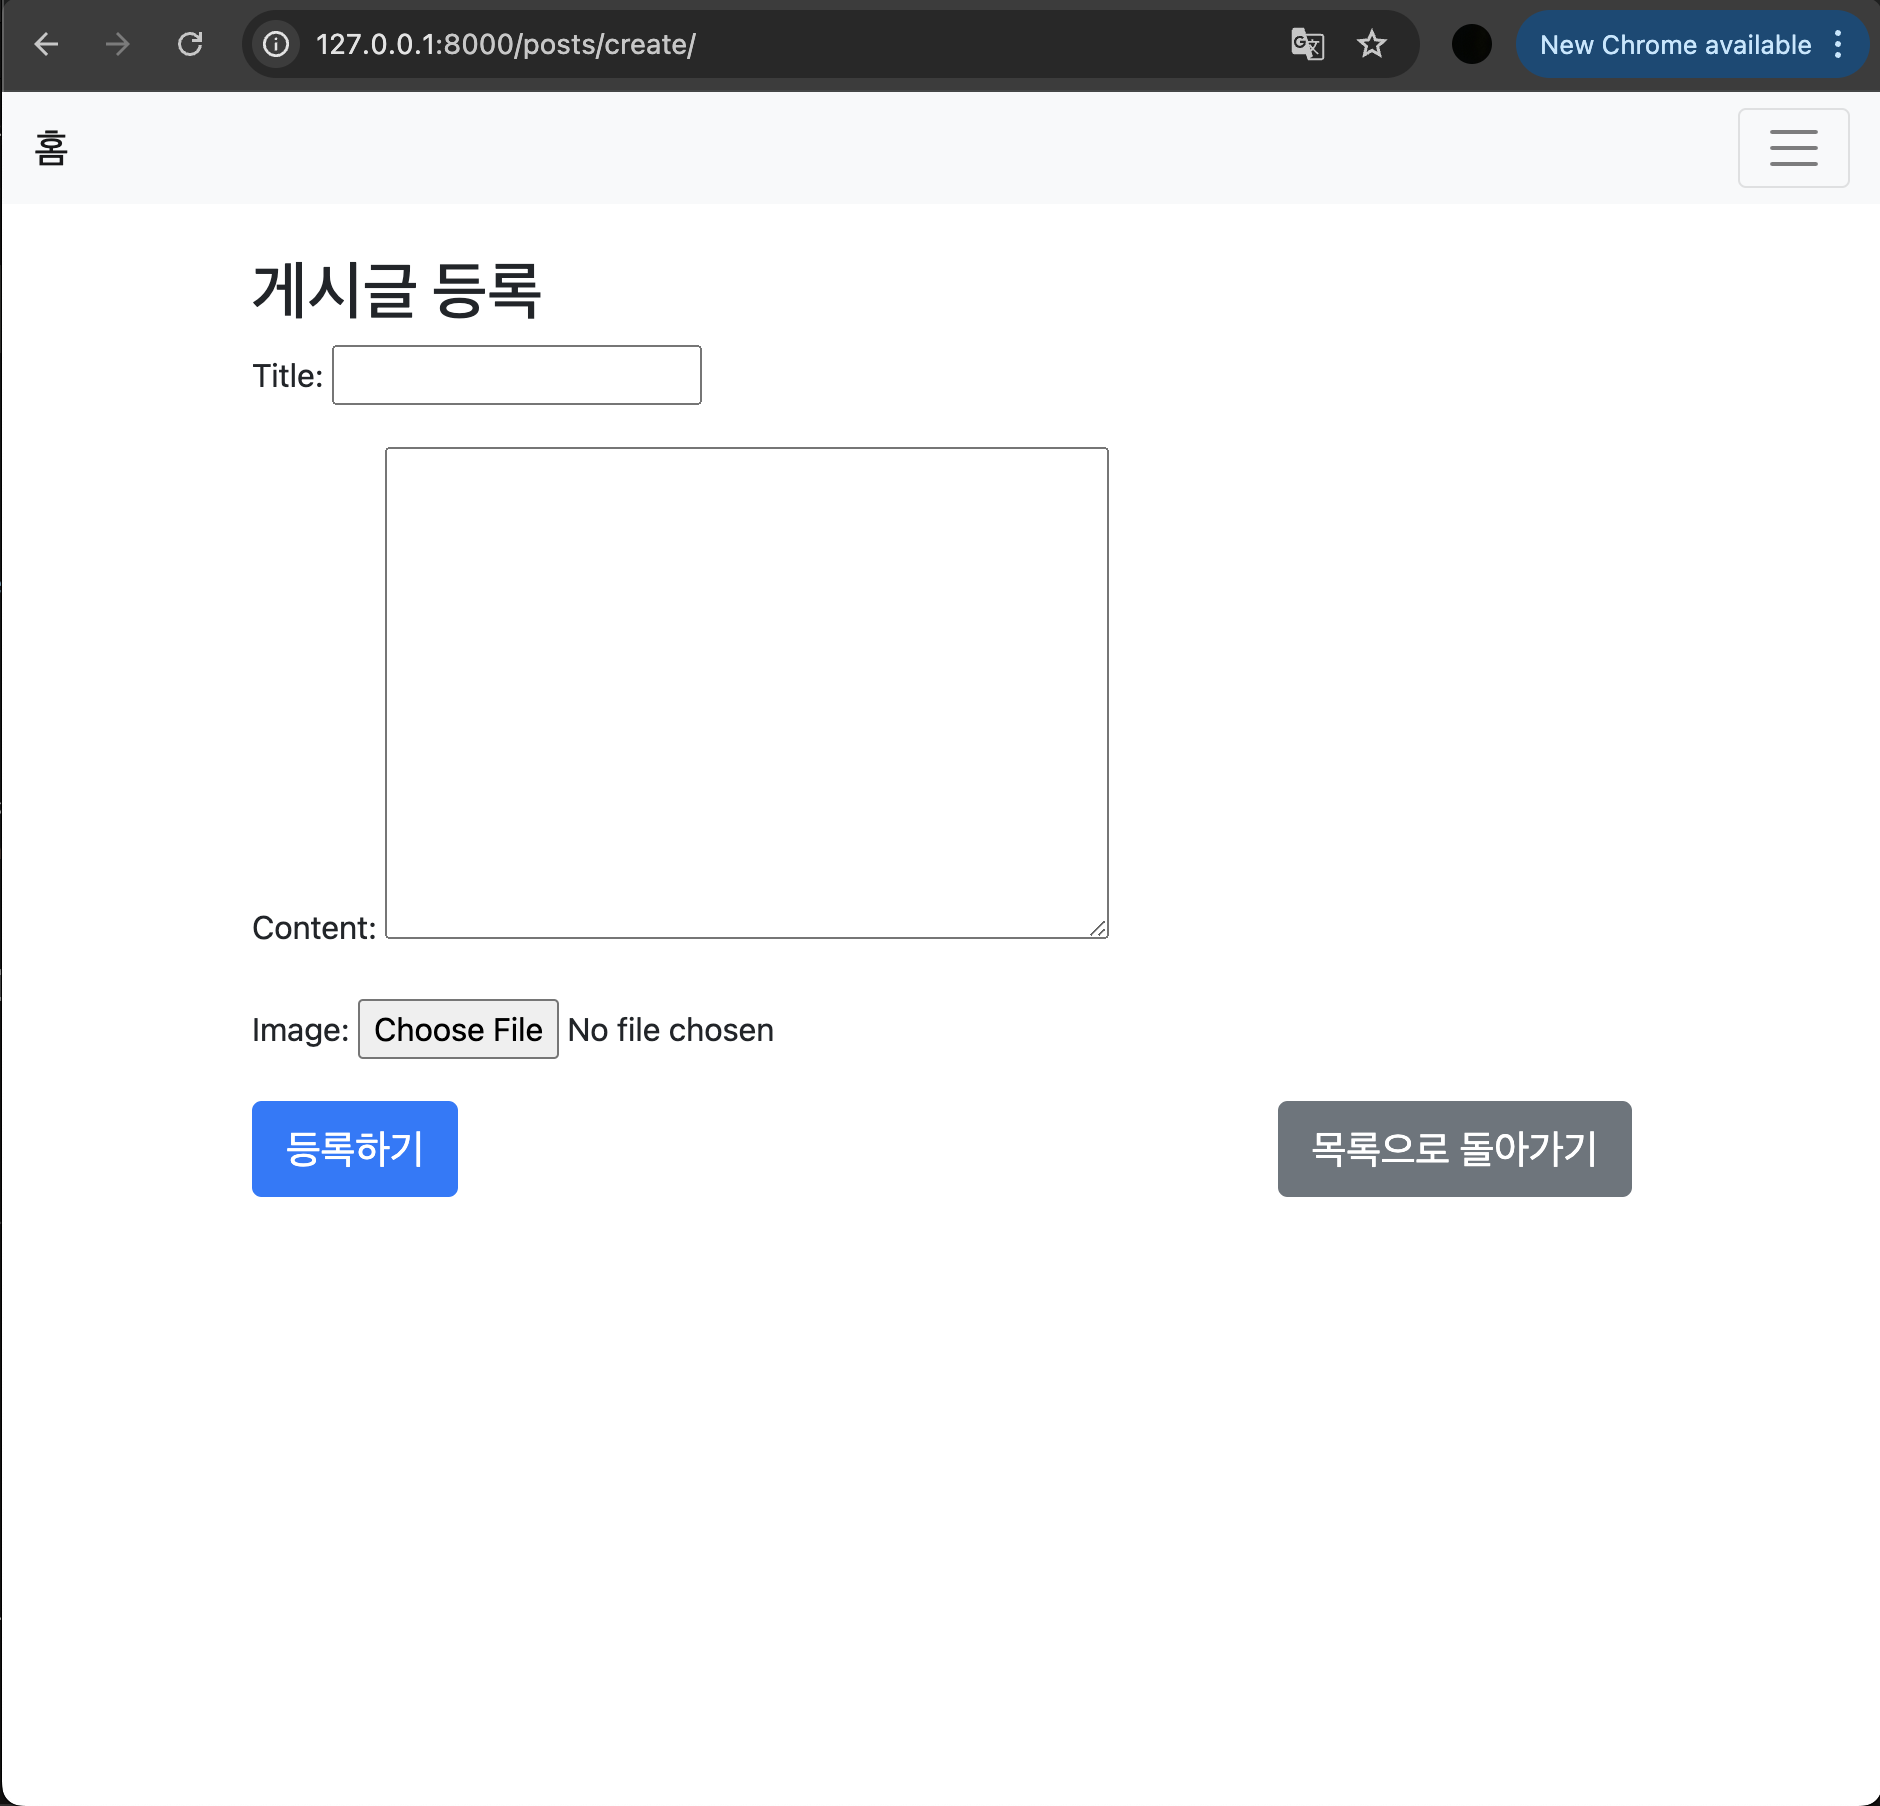 127.0.0.1:8000/posts/create/
New Chrome available
홈
게시글 등록
Title:
Content:
Image: Choose File No file chosen
등록하기
목록으로 돌아가기